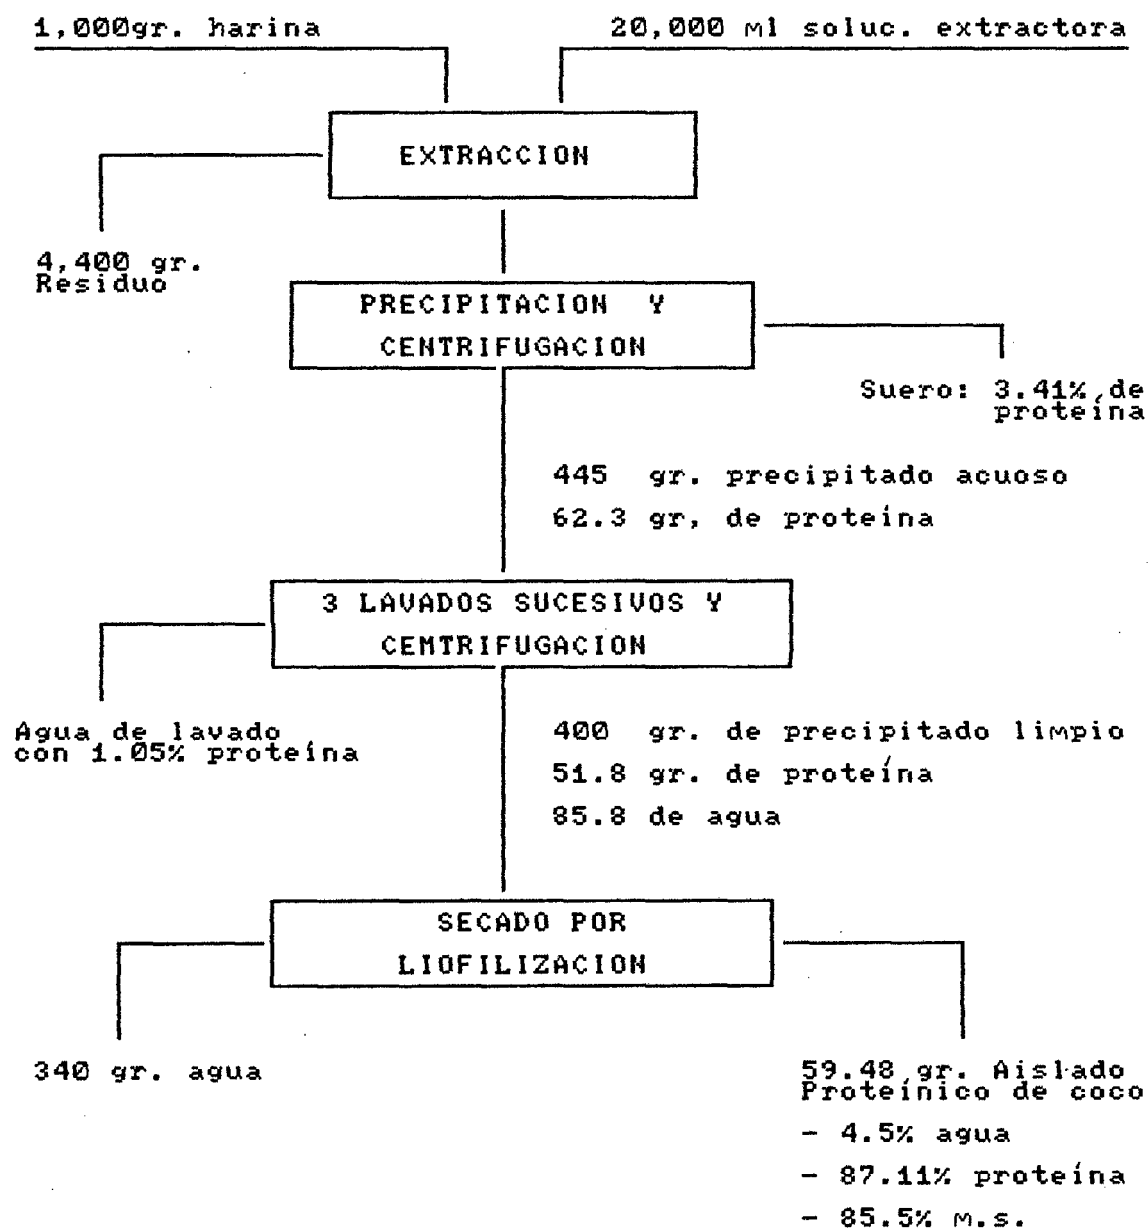 1,000gr. harina
20,000 ml soluc. extractora
EXTRACCION
4,400 gr.
Residuo
PRECIPITACION Y
CENTRIFUGACION
Suero: 3.41% de
proteína
445 gr. precipitado acuoso
62.3 gr, de proteína
3 LAVADOS SUCESIVOS Y
CEMTRIFUGACION
Agua de lavado
con 1.05% proteína
400 gr. de precipitado limpio
51.8 gr. de proteína
85.8 de agua
SECADO POR
LIOFILIZACION
340 gr. agua
59.48 gr. Aislado
Proteínico de coco
- 4.5% agua
- 87.11% proteína
- 85.5% m.s.